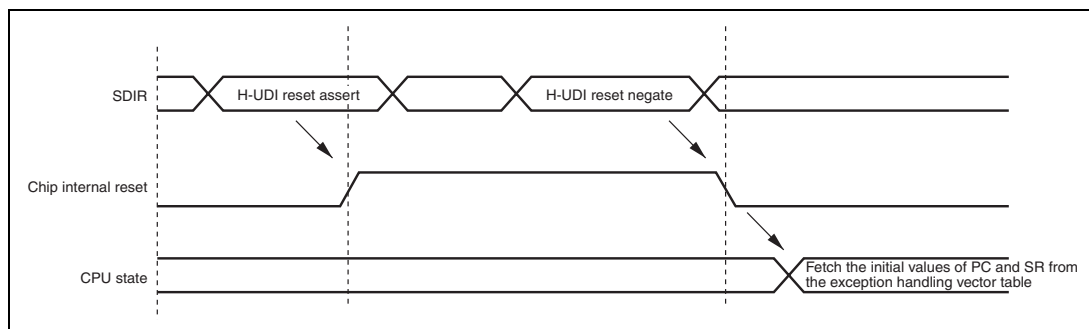 SDIR
H-UDI reset assert
H-UDI reset negate
Chip internal reset
CPU state
Fetch the initial values of PC and SR from
the exception handling vector table